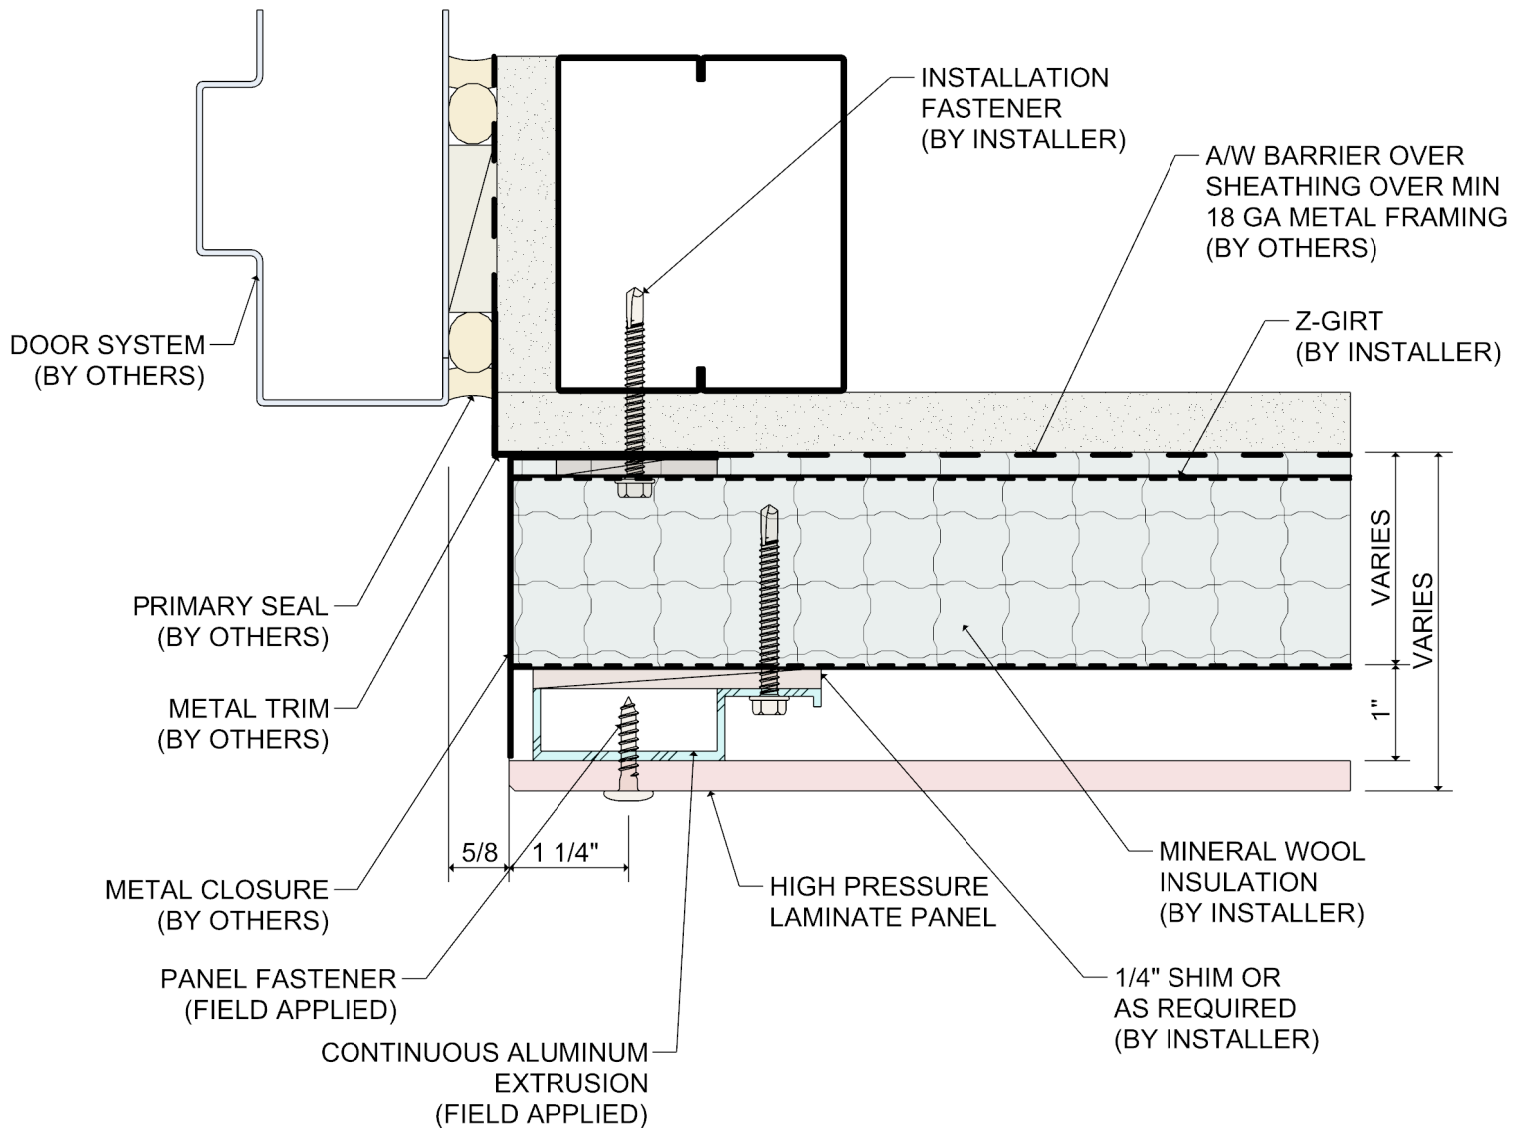 INSTALLATION
FASTENER
(BY INSTALLER)
A/W BARRIER OVER
SHEATHING OVER MIN
18 GA METAL FRAMING
(BY OTHERS)
Z-GIRT
(BY INSTALLER)
DOOR SYSTEM
(BY OTHERS)
PRIMARY SEAL
(BY OTHERS)
METAL TRIM
(BY OTHERS)
METAL CLOSURE
(BY OTHERS)
PANEL FASTENER
(FIELD APPLIED)
CONTINUOUS ALUMINUM
EXTRUSION
(FIELD APPLIED)
5/8
1 1/4"
HIGH PRESSURE
LAMINATE PANEL
1/4" SHIM OR
AS REQUIRED
(BY INSTALLER)
MINERAL WOOL
INSULATION
(BY INSTALLER)
VARIES
VARIES
1"